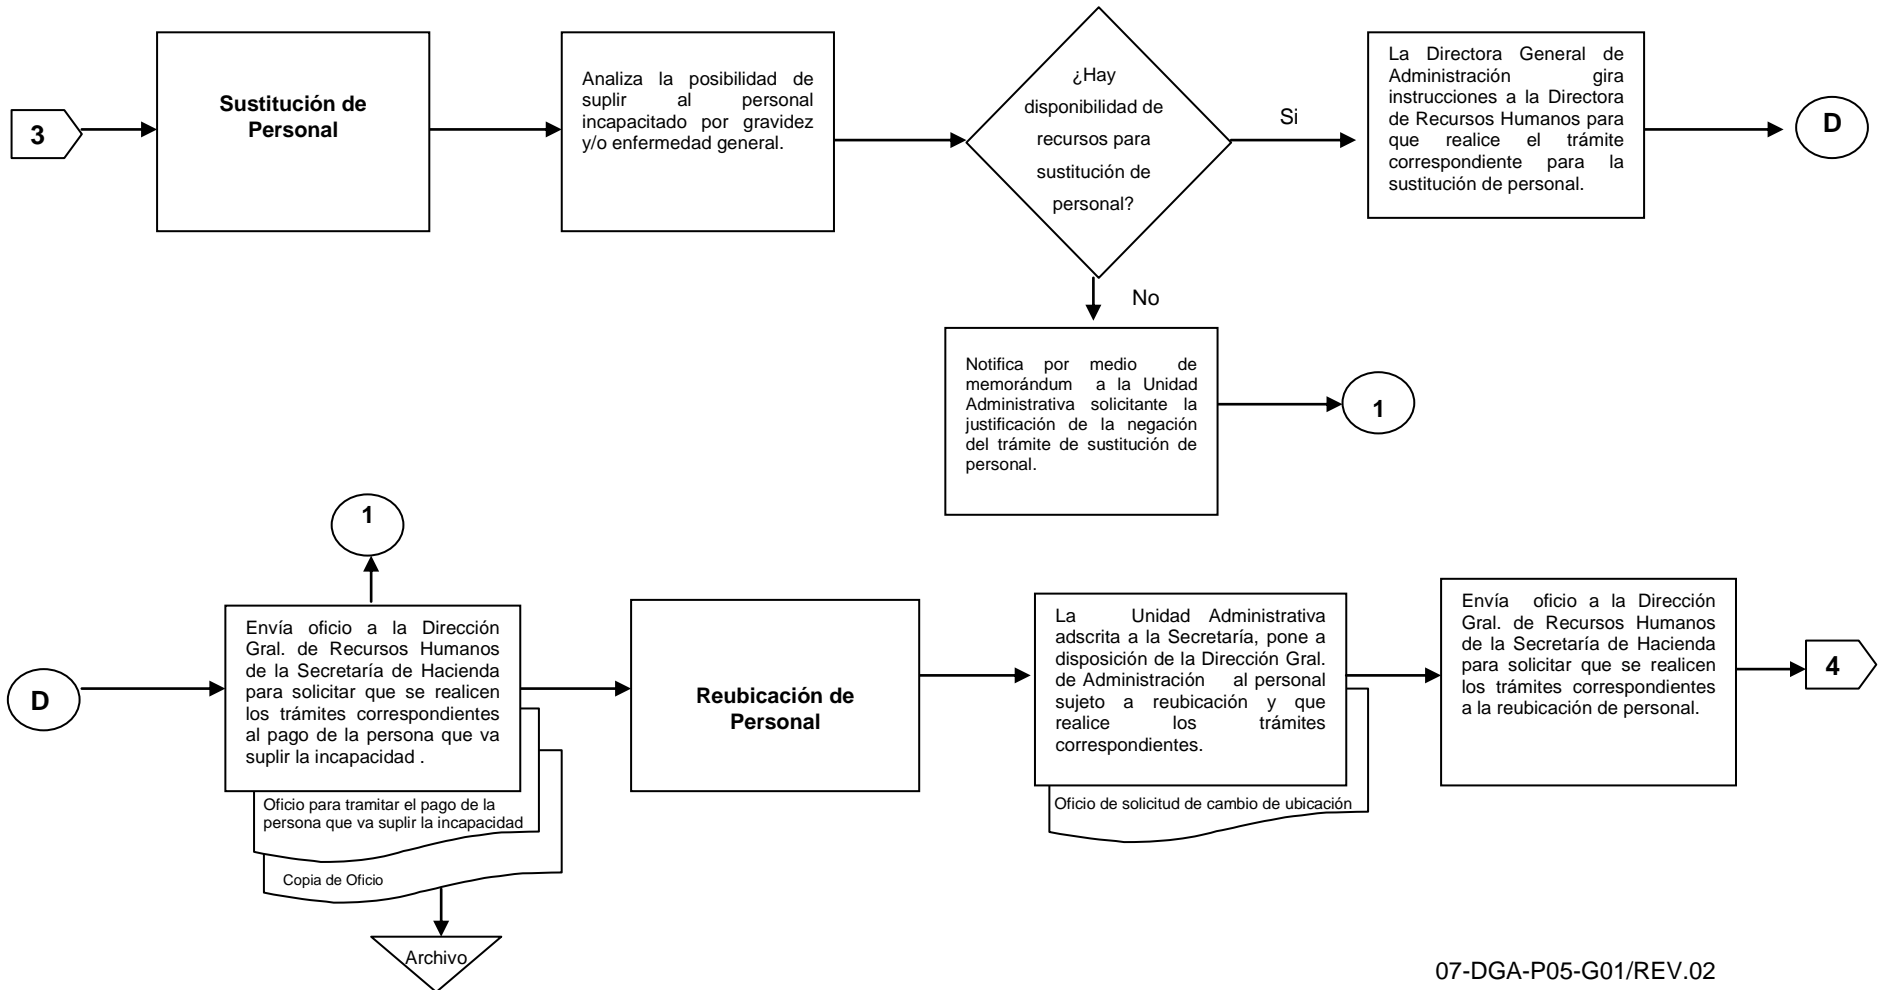 3
Sustitución de
Personal
Analiza la posibilidad de
suplir al personal
incapacitado por gravidez
y/o enfermedad general.
¿Hay
disponibilidad de
recursos para
sustitución de
personal?
Si
La Directora General de
Administración gira
instrucciones a la Directora
de Recursos Humanos para
que realice el trámite
correspondiente para la
sustitución de personal.
D
No
Notifica por medio de
memorándum a la Unidad
Administrativa solicitante la
justificación de la negación
del trámite de sustitución de
personal.
1
1
D
Envía oficio a la Dirección
Gral. de Recursos Humanos
de la Secretaría de Hacienda
para solicitar que se realicen
los trámites correspondientes
al pago de la persona que va
suplir la incapacidad .
Oficio para tramitar el pago de la
persona que va suplir la incapacidad
Copia de Oficio
Archivo
Reubicación de
Personal
La Unidad Administrativa
adscrita a la Secretaría, pone a
disposición de la Dirección Gral.
de Administración al personal
sujeto a reubicación y que
realice los trámites
correspondientes.
Oficio de solicitud de cambio de ubicación
Envía oficio a la Dirección
Gral. de Recursos Humanos
de la Secretaría de Hacienda
para solicitar que se realicen
los trámites correspondientes
a la reubicación de personal.
4
07-DGA-P05-G01/REV.02